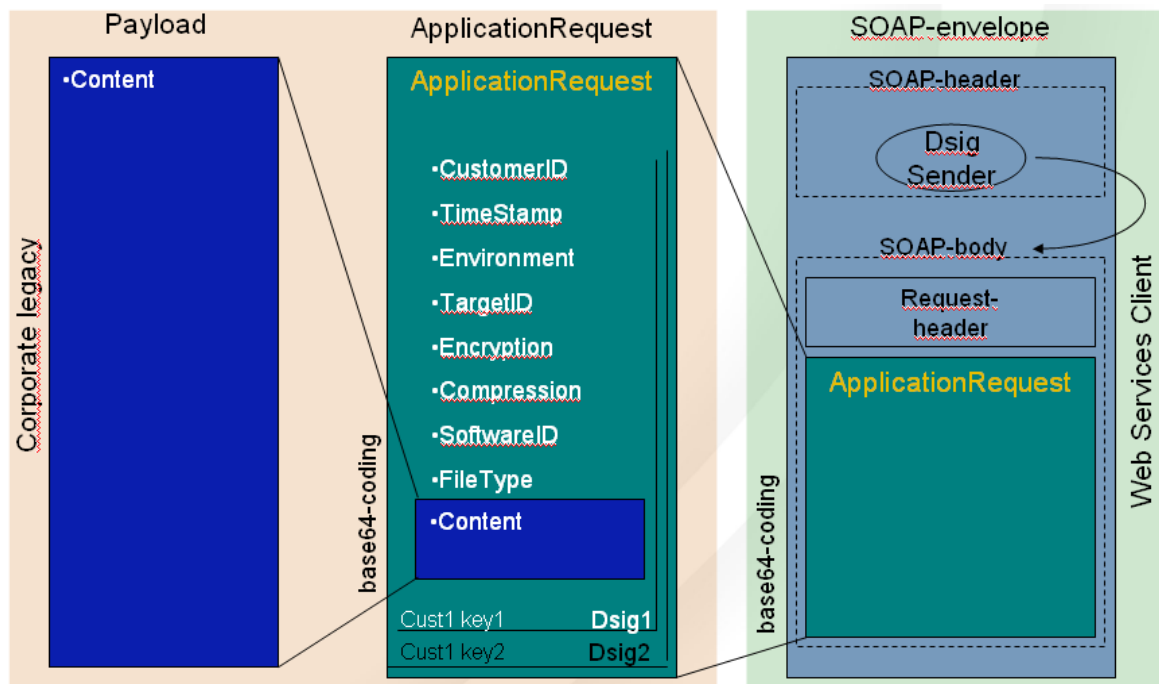 Payload
•Content
Corporate legacy
ApplicationRequest
ApplicationRequest
•CustomerID
•TimeStamp
•Environment
•TargetID
•Encryption
•Compression
•SoftwareID
•FileType
•Content
base64-coding
Cust1 key1 Dsig1
Cust1 key2 Dsig2
SOAP-envelope
SOAP-header
Dsig
Sender
SOAP-body
Request-
header
ApplicationRequest
base64-coding
Web Services Client